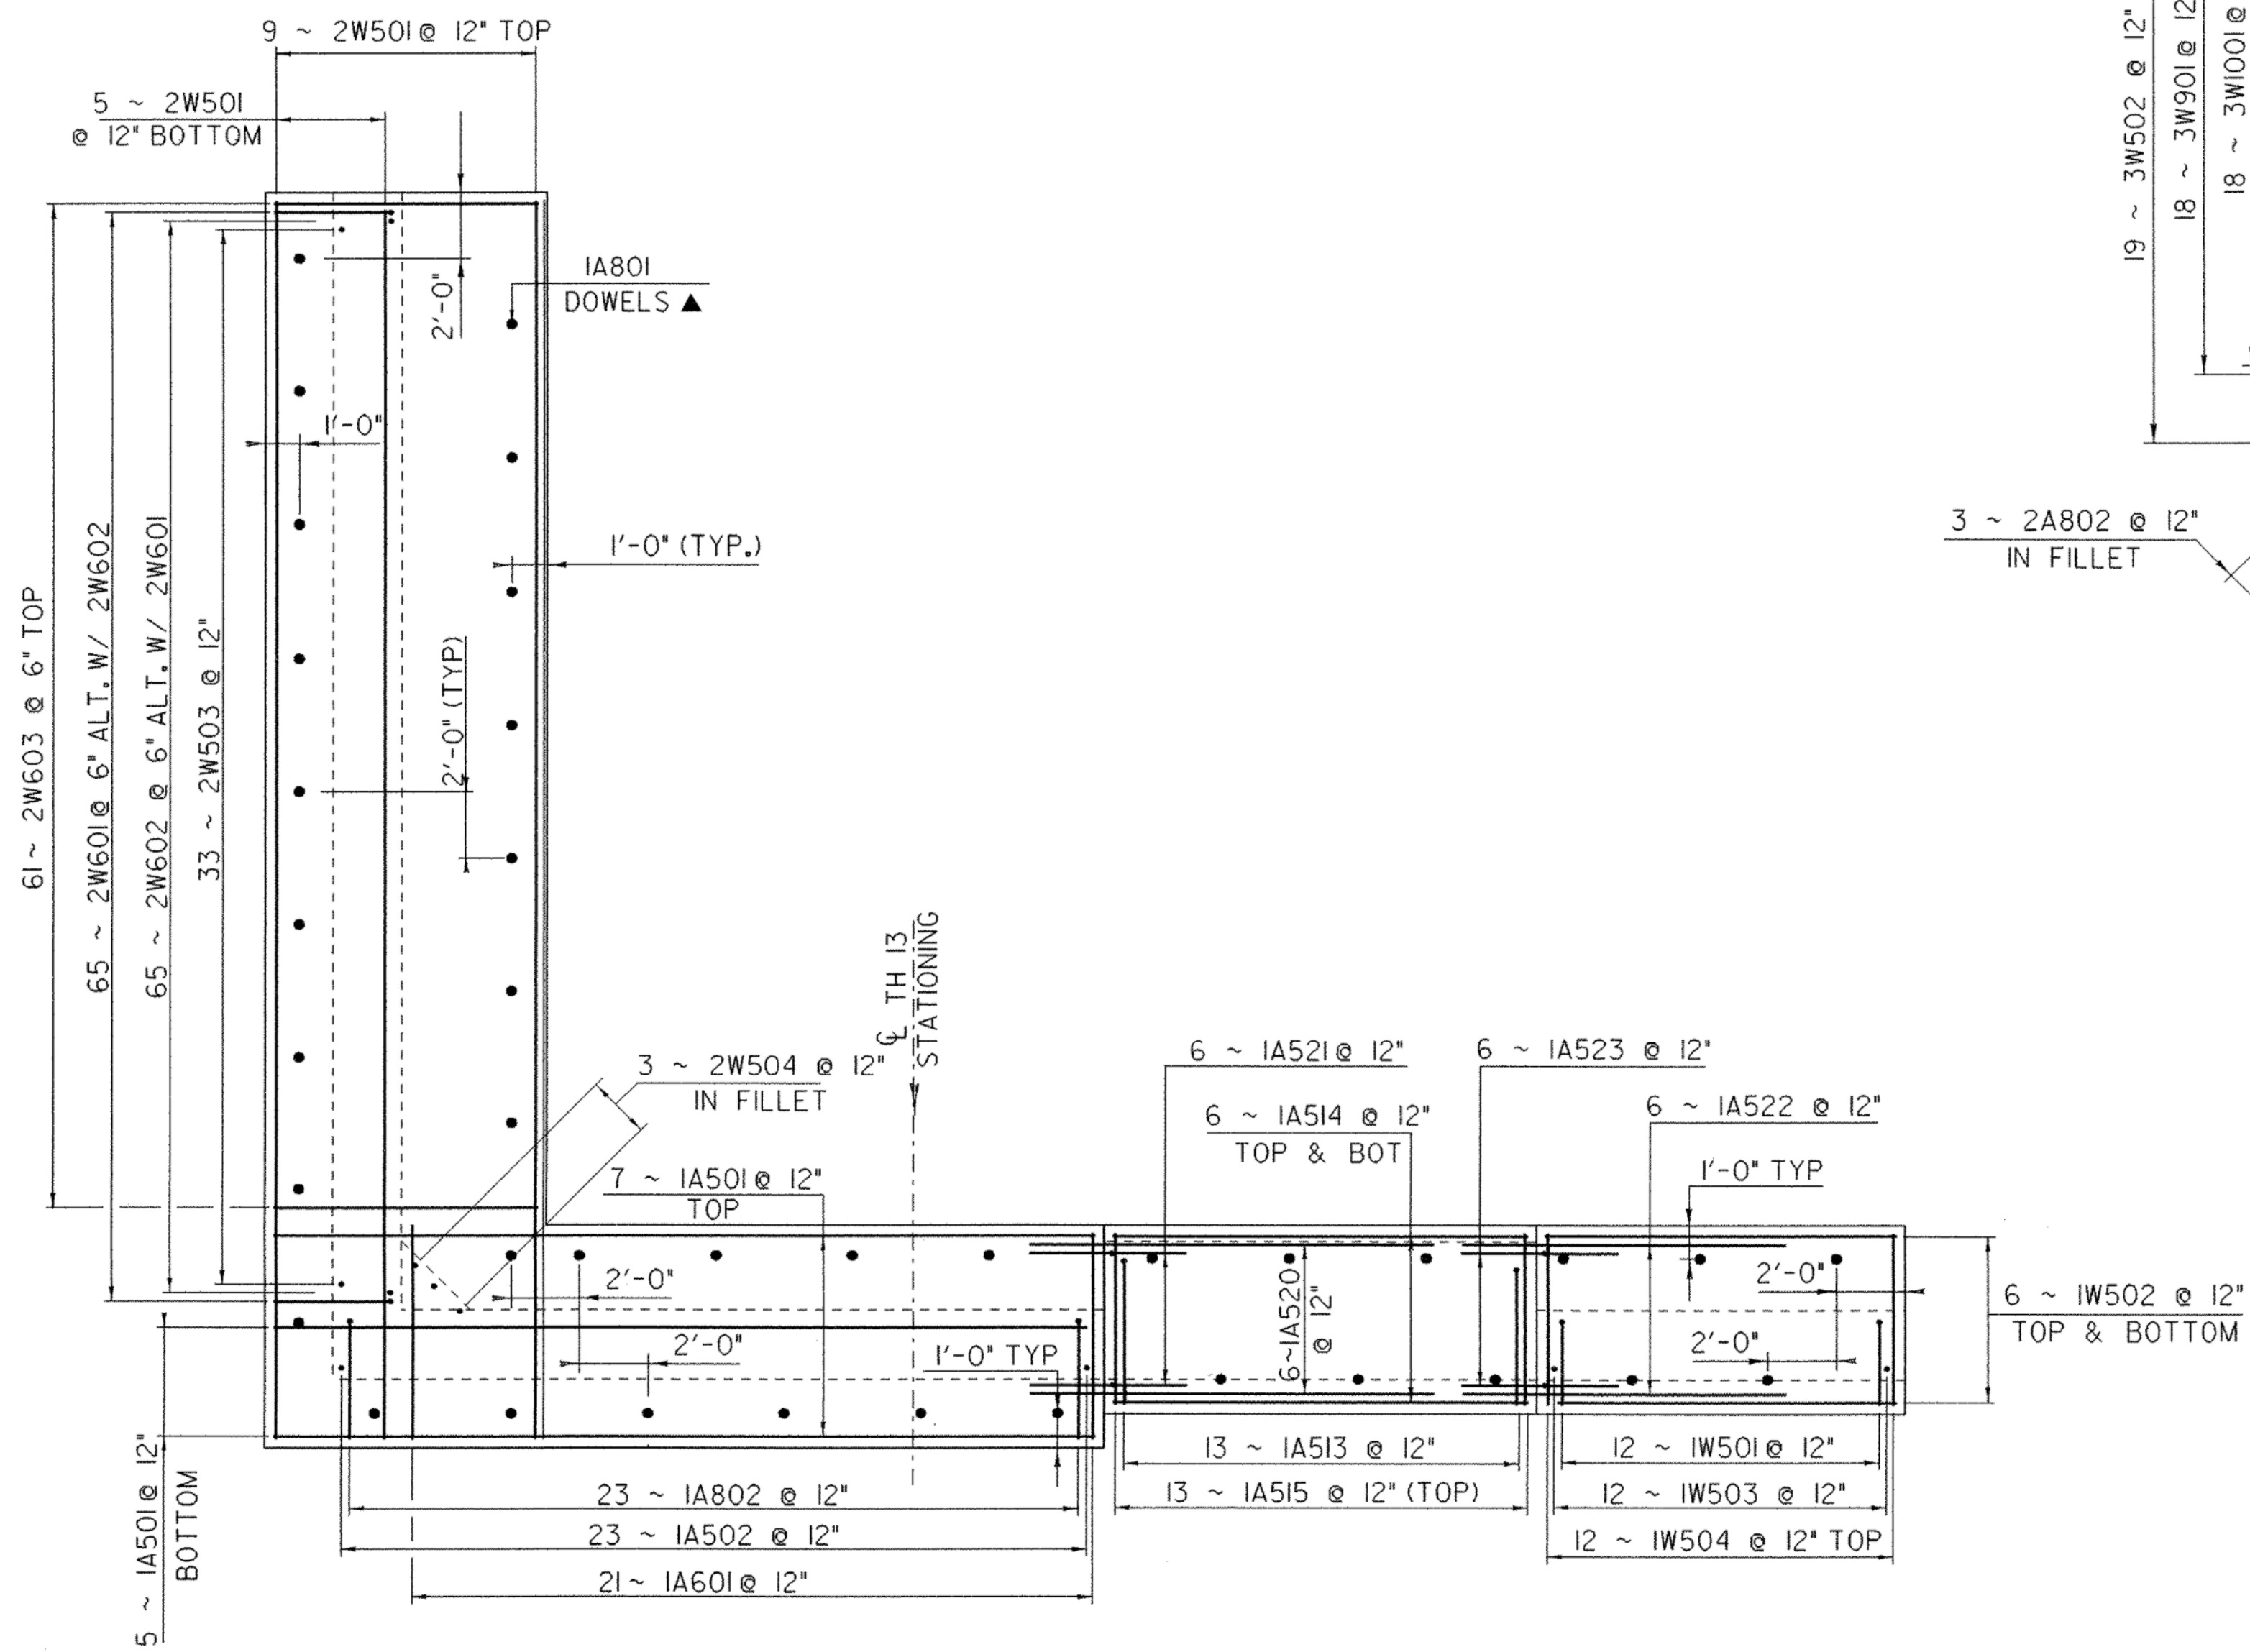 9 ~ 2W501 @ 12" TOP
5 ~ 2W501
@ 12" BOTTOM
2'-0"
1A801
DOWELS ▲
1'-0"
1'-0" (TYP.)
61 ~ 2W603 @ 6" TOP
65 ~ 2W601 @ 6" ALT. W/ 2W602
65 ~ 2W602 @ 6" ALT. W/ 2W601
33 ~ 2W503 @ 12"
2'-0" (TYP)
19 ~ 3W502 @ 12"
18 ~ 3W901 @ 12
18 ~ 3W1001 @
3 ~ 2A802 @ 12"
IN FILLET
℄ TH 13
STATIONING
3 ~ 2W504 @ 12"
IN FILLET
7 ~ 1A501 @ 12"
TOP
6 ~ 1A521 @ 12"
6 ~ 1A523 @ 12"
6 ~ 1A514 @ 12"
TOP & BOT
6 ~ 1A522 @ 12"
1'-0" TYP
2'-0"
6~1A520
@ 12"
2'-0"
6 ~ 1W502 @ 12"
TOP & BOTTOM
2'-0"
1'-0" TYP
2'-0"
5 ~ 1A501 @ 12"
BOTTOM
23 ~ 1A802 @ 12"
23 ~ 1A502 @ 12"
21 ~ 1A601 @ 12"
13 ~ 1A513 @ 12"
13 ~ 1A515 @ 12" (TOP)
12 ~ 1W501 @ 12"
12 ~ 1W503 @ 12"
12 ~ 1W504 @ 12" TOP